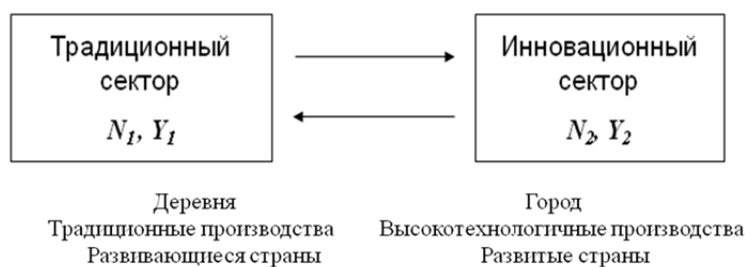 Традиционный
сектор
N1, Y1
Инновационный
сектор
N2, Y2
Деревня
Традиционные производства
Развивающиеся страны
Город
Высокотехнологичные производства
Развитые страны